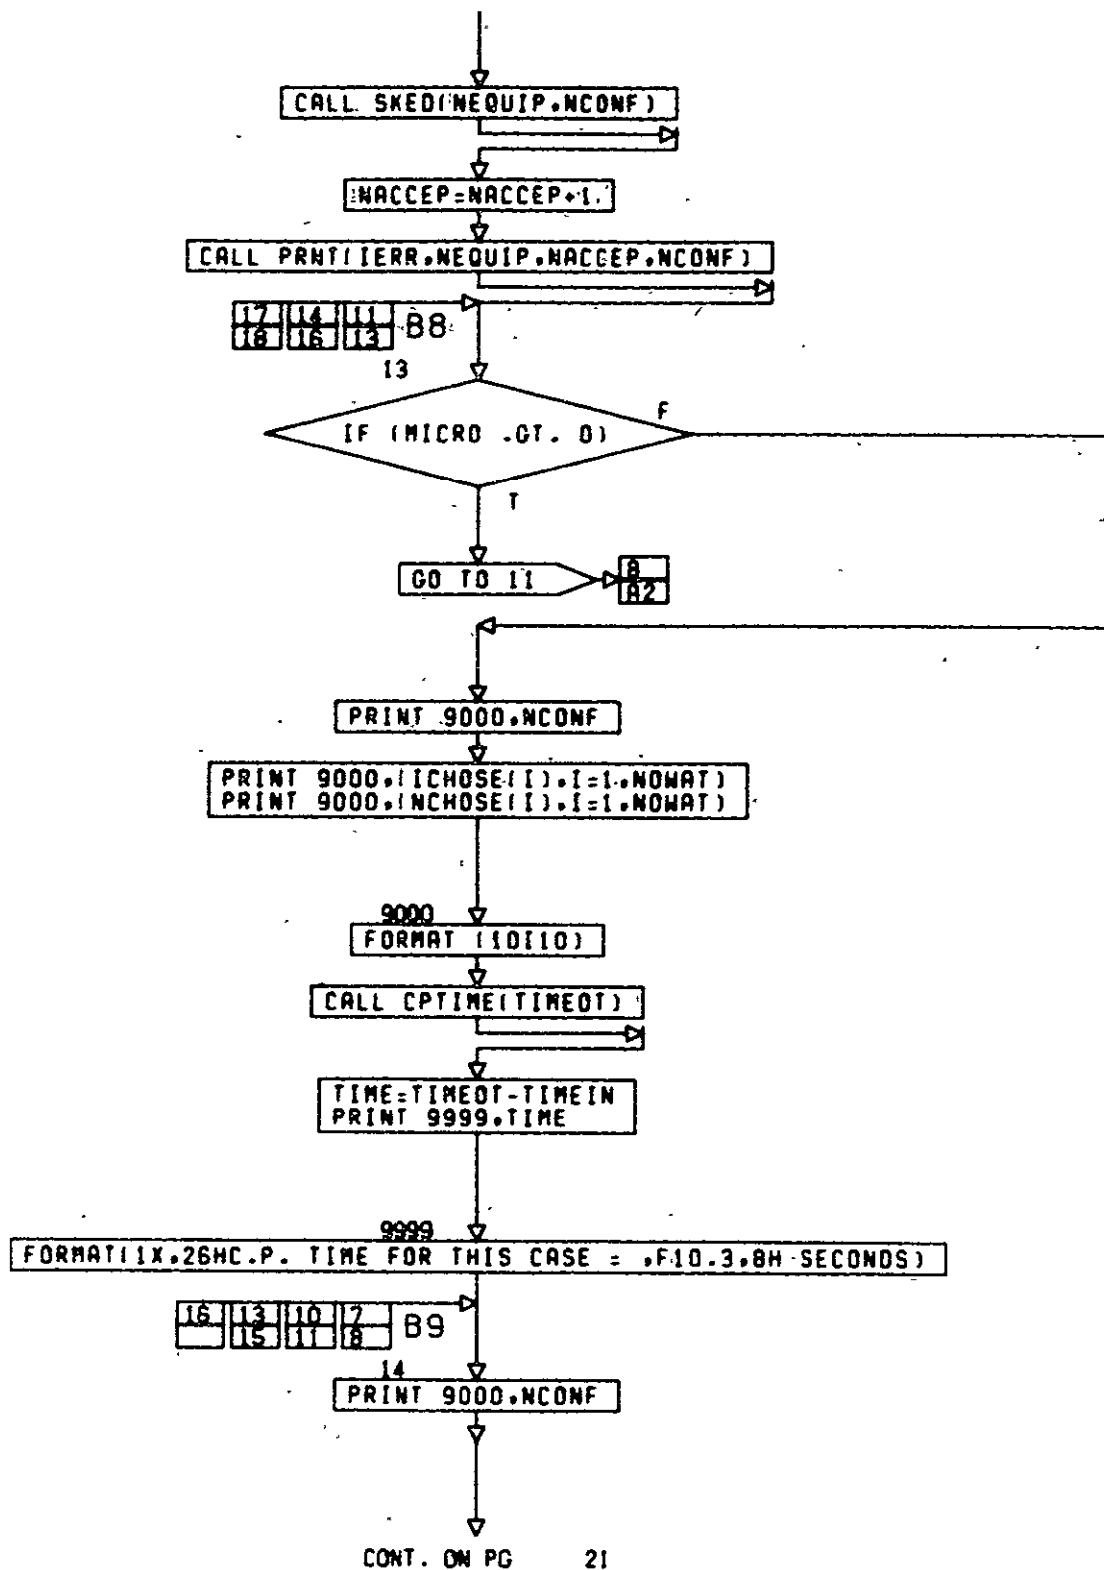 CALL SKED(NEQUIP,NCONF)
NACCEP=NACCEP+1
CALL PRNT(IERR,NEQUIP,NACCEP,NCONF)
17 14 11
18 16 13
B8
13
IF (MICRO .GT. 0)
F
T
GO TO 11
8
A2
PRINT 9000,NCONF
PRINT 9000,(ICHOSE(I),I=1,NOWAT)
PRINT 9000,(NCHOSE(I),I=1,NOWAT)
9000
FORMAT (10I10)
CALL CPTIME(TIMEOT)
TIME=TIMEOT-TIMEIN
PRINT 9999,TIME
9999
FORMAT(1X,26HC.P. TIME FOR THIS CASE = ,F10.3,8H SECONDS)
16 13 10 7
15 11 8
B9
14
PRINT 9000,NCONF
CONT. ON PG 21